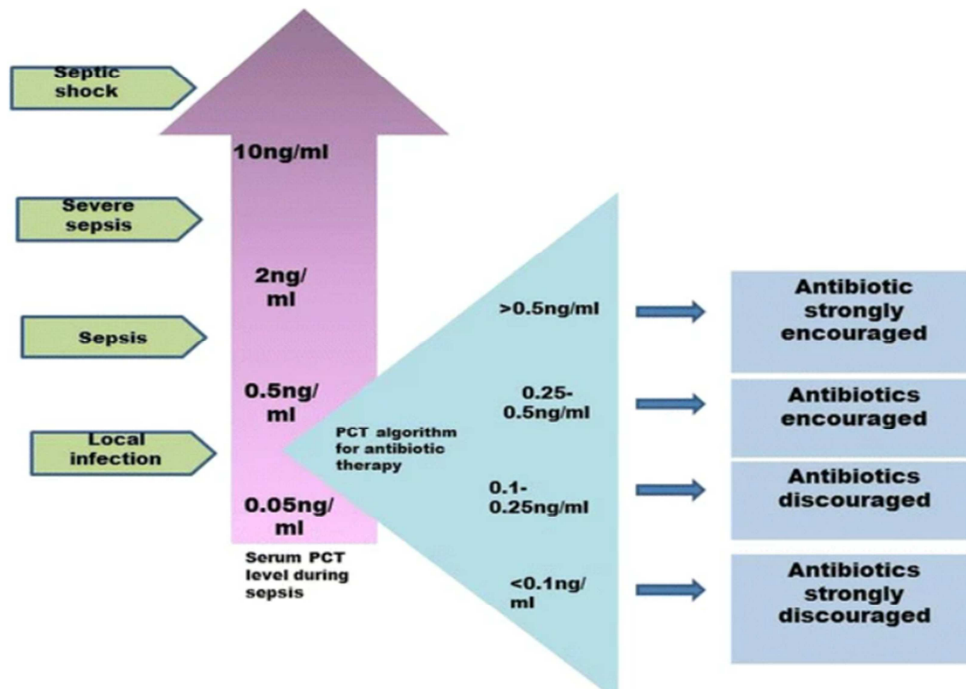 Septic
shock
Severe
sepsis
Sepsis
Local
infection
10ng/ml
2ng/
ml
0.5ng/
ml
0.05ng/
ml
Serum PCT
level during
sepsis
PCT algorithm
for antibiotic
therapy
>0.5ng/ml
0.25-
0.5ng/ml
0.1-
0.25ng/ml
<0.1ng/
ml
Antibiotic
strongly
encouraged
Antibiotics
encouraged
Antibiotics
discouraged
Antibiotics
strongly
discouraged